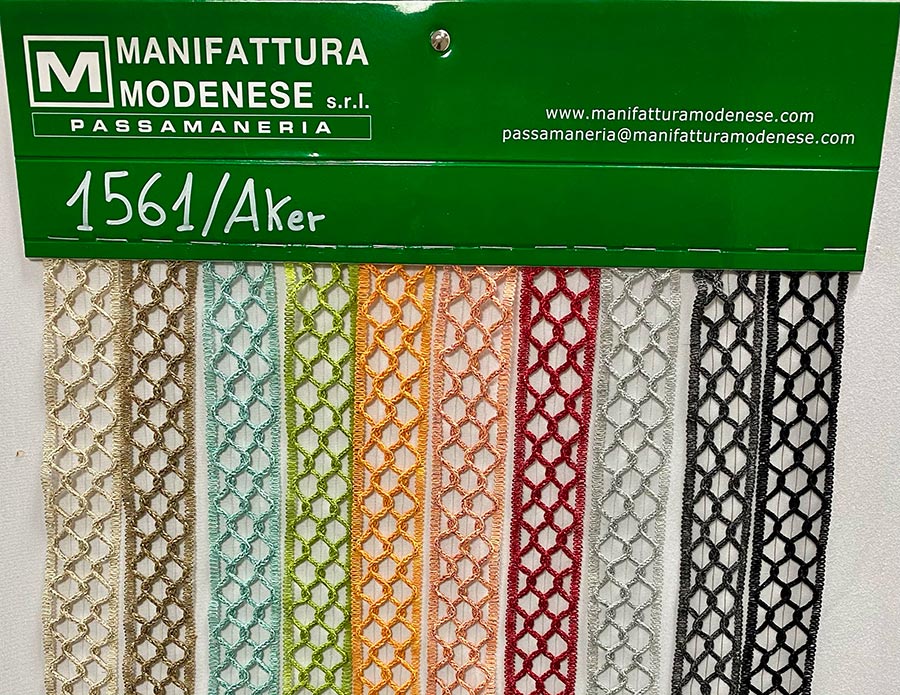 M
MANIFATTURA
MODENESE s.r.l.
PASSAMANERIA
www.manifatturamodenese.com
passamaneria@manifatturamodenese.com
1561/AKer